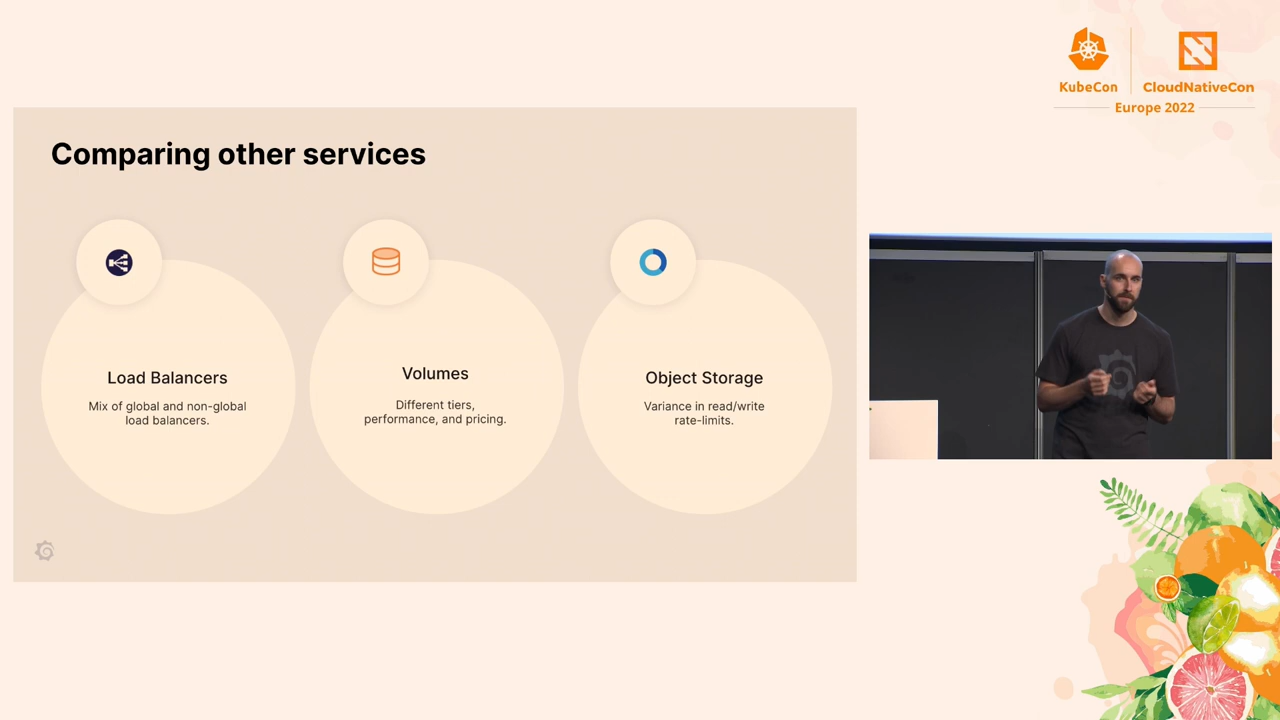 KubeCon
CloudNativeCon
Europe 2022
Comparing other services
Load Balancers
Mix of global and non-global
load balancers.
Volumes
Different tiers,
performance, and pricing.
Object Storage
Variance in read/write
rate-limits.